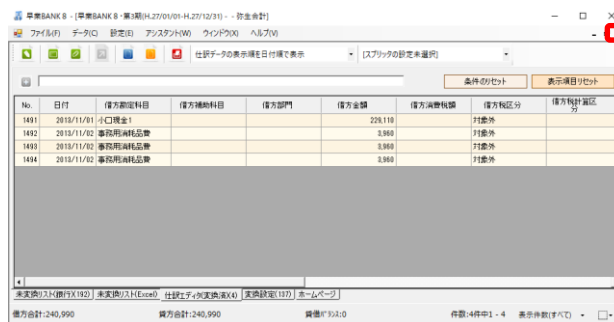 早業BANK 8 - [早業BANK 8 - 第3期(H.27/01/01-H.27/12/31) - - 弥生会計]
ファイル(F) データ(C) 設定(E) アシスタント(W) ウィンドウ(X) ヘルプ(V)
仕訳データの表示順を日付順で表示 [スプリッタの設定未選択]
条件のリセット 表示項目リセット
No. 日付 借方勘定科目 借方補助科目 借方部門 借方金額 借方消費税額 借方税区分 借方税計算区分
1491 2013/11/01 小口現金1 229,110 対象外
1492 2013/11/02 事務用消耗品費 3,960 対象外
1493 2013/11/02 事務用消耗品費 3,960 対象外
1494 2013/11/02 事務用消耗品費 3,960 対象外
未変換リスト(銀行)(192) 未変換リスト(Excel) 仕訳エディタ(変換済)(4) 変換設定(137) ホームページ
借方合計:240,990 貸方合計:240,990 貸借バランス:0 件数:4件中1 - 4 表示件数(すべて)